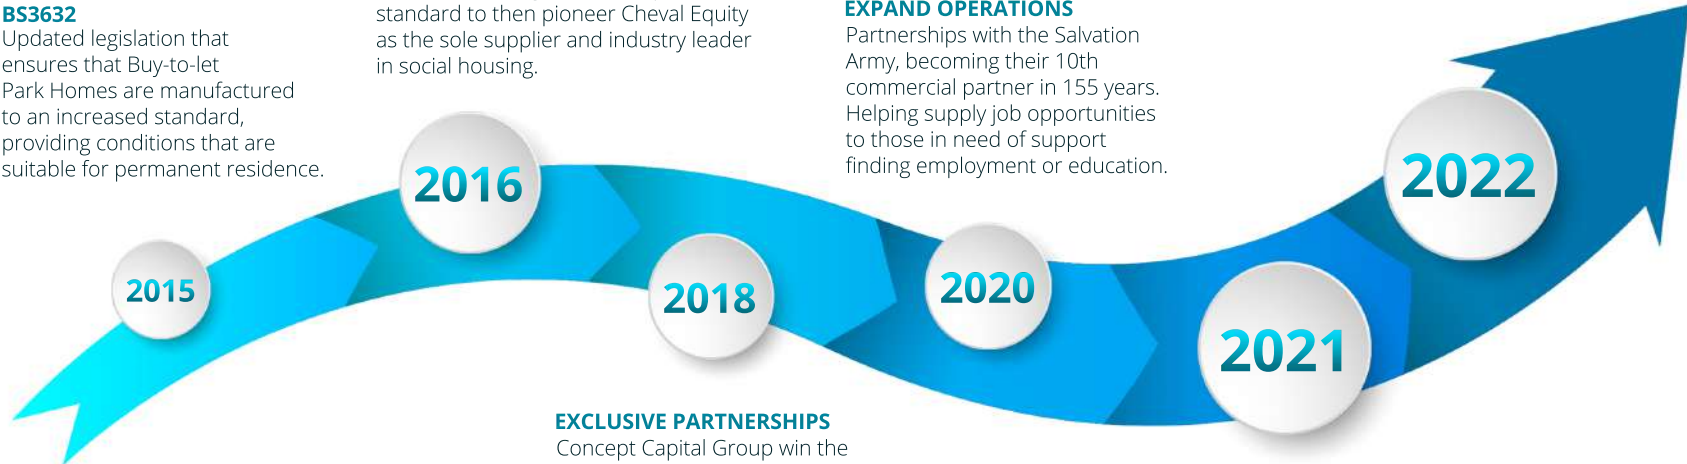 BS3632
Updated legislation that
ensures that Buy-to-let
Park Homes are manufactured
to an increased standard,
providing conditions that are
suitable for permanent residence.
standard to then pioneer Cheval Equity
as the sole supplier and industry leader
in social housing.
EXPAND OPERATIONS
Partnerships with the Salvation
Army, becoming their 10th
commercial partner in 155 years.
Helping supply job opportunities
to those in need of support
finding employment or education.
2015
2016
2018
2020
2021
2022
EXCLUSIVE PARTNERSHIPS
Concept Capital Group win the